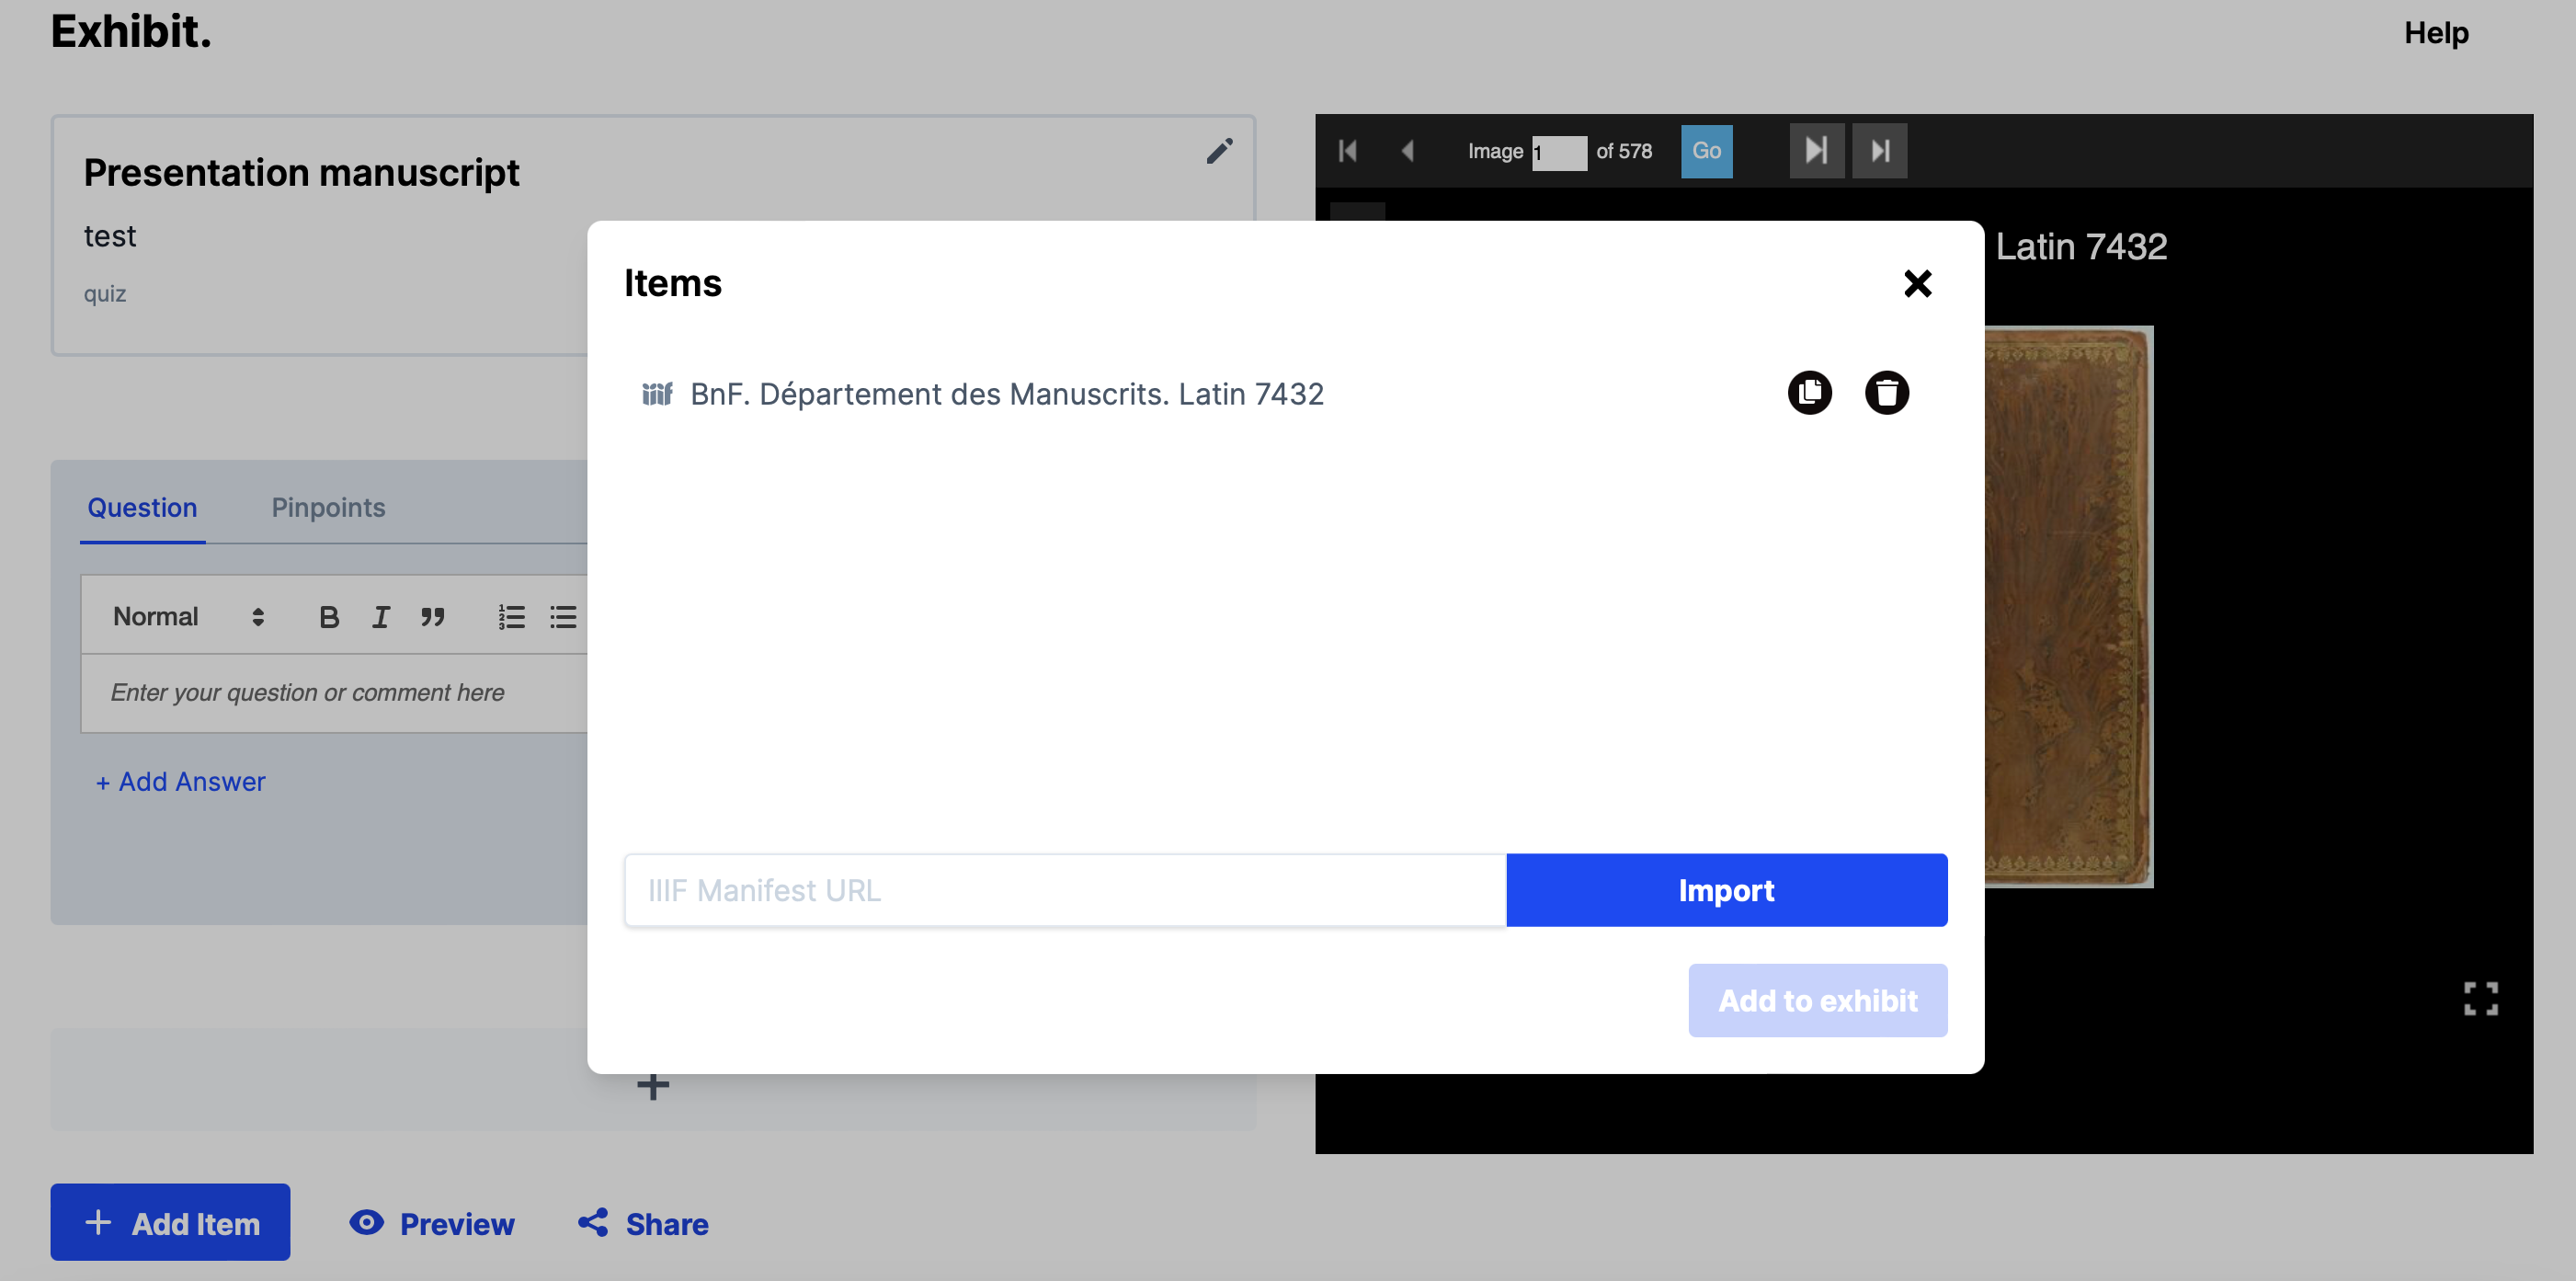 Exhibit.
Help
Presentation manuscript
test
quiz
Image 1 of 578 Go
Latin 7432
Items
iiif BnF. Département des Manuscrits. Latin 7432
Question Pinpoints
Normal
Enter your question or comment here
+ Add Answer
IIIF Manifest URL
Import
Add to exhibit
+ Add Item
Preview
Share